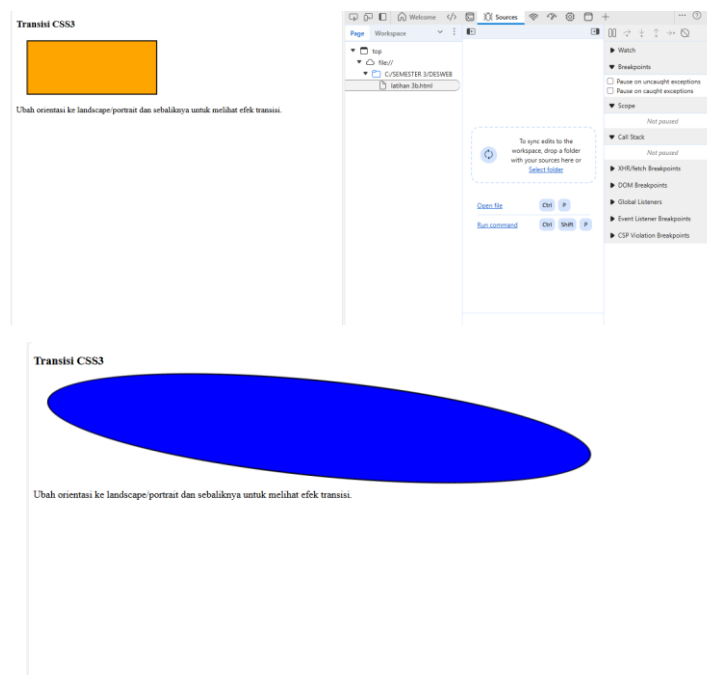 Transisi CSS3
Ubah orientasi ke landscape/portrait dan sebaliknya untuk melihat efek transisi.
Welcome
Sources
Page
Workspace
top
file://
C:/SEMESTER 3/DESWEB
latihan 3b.html
To sync edits to the
workspace, drop a folder
with your sources here or
Select folder
Open file
Ctrl
P
Run command
Ctrl
Shift
P
Watch
Breakpoints
Pause on uncaught exceptions
Pause on caught exceptions
Scope
Not paused
Call Stack
Not paused
XHR/fetch Breakpoints
DOM Breakpoints
Global Listeners
Event Listener Breakpoints
CSP Violation Breakpoints
Transisi CSS3
Ubah orientasi ke landscape/portrait dan sebaliknya untuk melihat efek transisi.